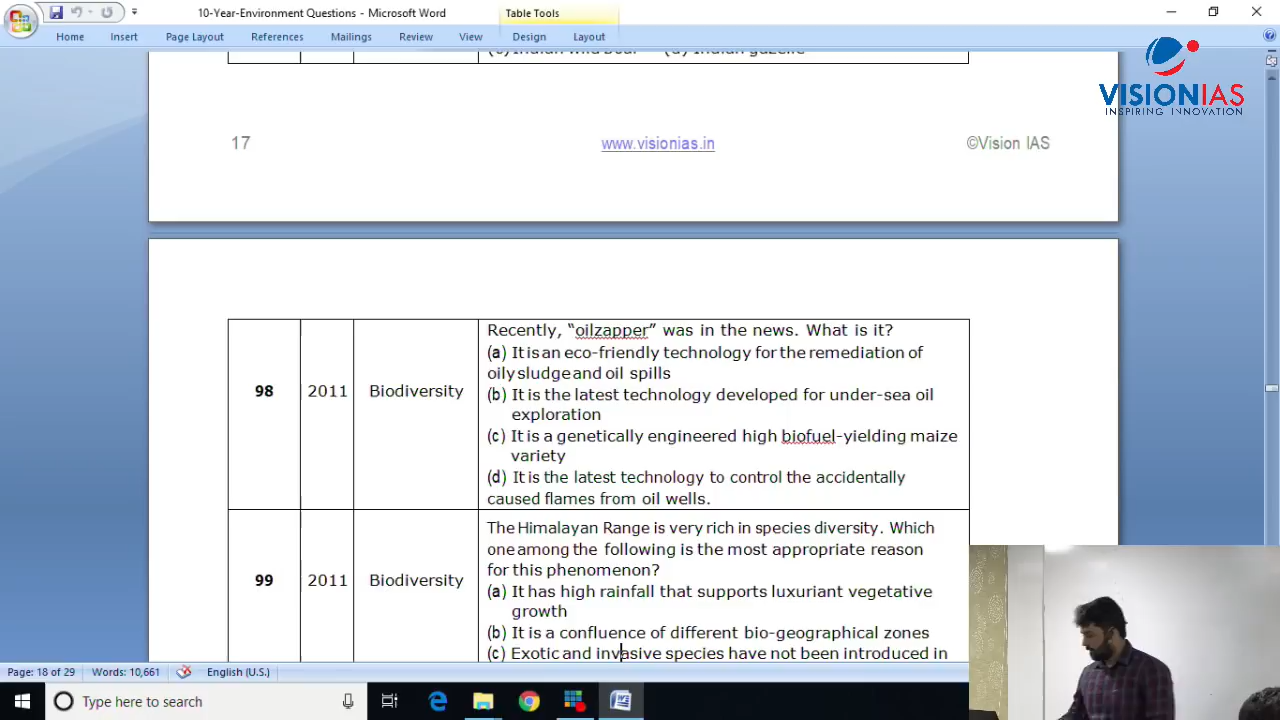 10-Year-Environment Questions - Microsoft Word
Table Tools
Home Insert Page Layout References Mailings Review View Design Layout
(c) Indian wild boar (d) Indian gazelle
VISIONIAS
INSPIRING INNOVATION
17 www.visionias.in ©Vision IAS
Recently, “oilzapper” was in the news. What is it?
(a) It is an eco-friendly technology for the remediation of
oily sludge and oil spills
98 2011 Biodiversity
(b) It is the latest technology developed for under-sea oil
exploration
(c) It is a genetically engineered high biofuel-yielding maize
variety
(d) It is the latest technology to control the accidentally
caused flames from oil wells.
The Himalayan Range is very rich in species diversity. Which
one among the following is the most appropriate reason
for this phenomenon?
99 2011 Biodiversity
(a) It has high rainfall that supports luxuriant vegetative
growth
(b) It is a confluence of different bio-geographical zones
(c) Exotic and invasive species have not been introduced in
Page: 18 of 29 Words: 10,661 English (U.S.)
Type here to search